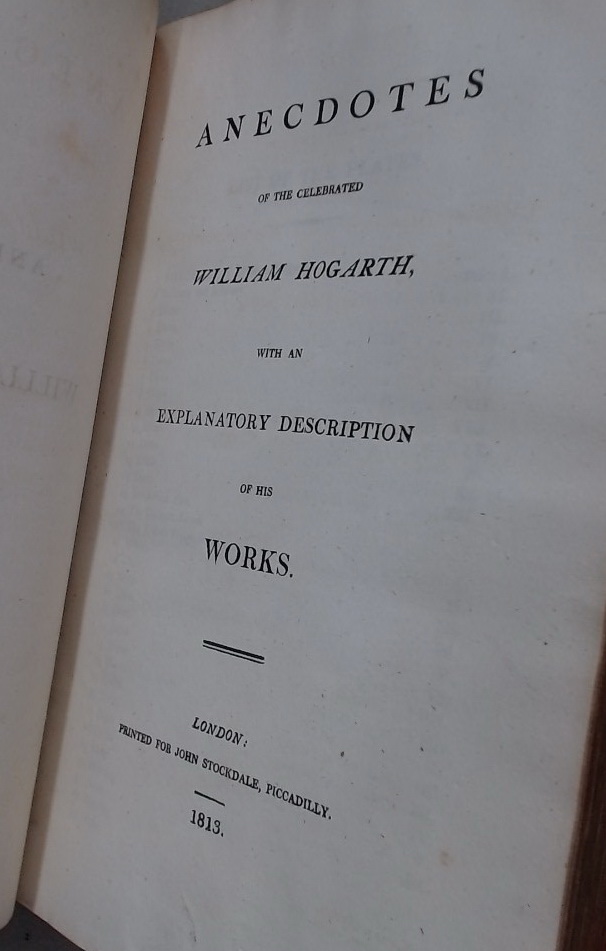 ANECDOTES
OF THE CELEBRATED
WILLIAM HOGARTH,
WITH AN
EXPLANATORY DESCRIPTION
OF HIS
WORKS.
LONDON:
PRINTED FOR JOHN STOCKDALE, PICCADILLY.
1813.